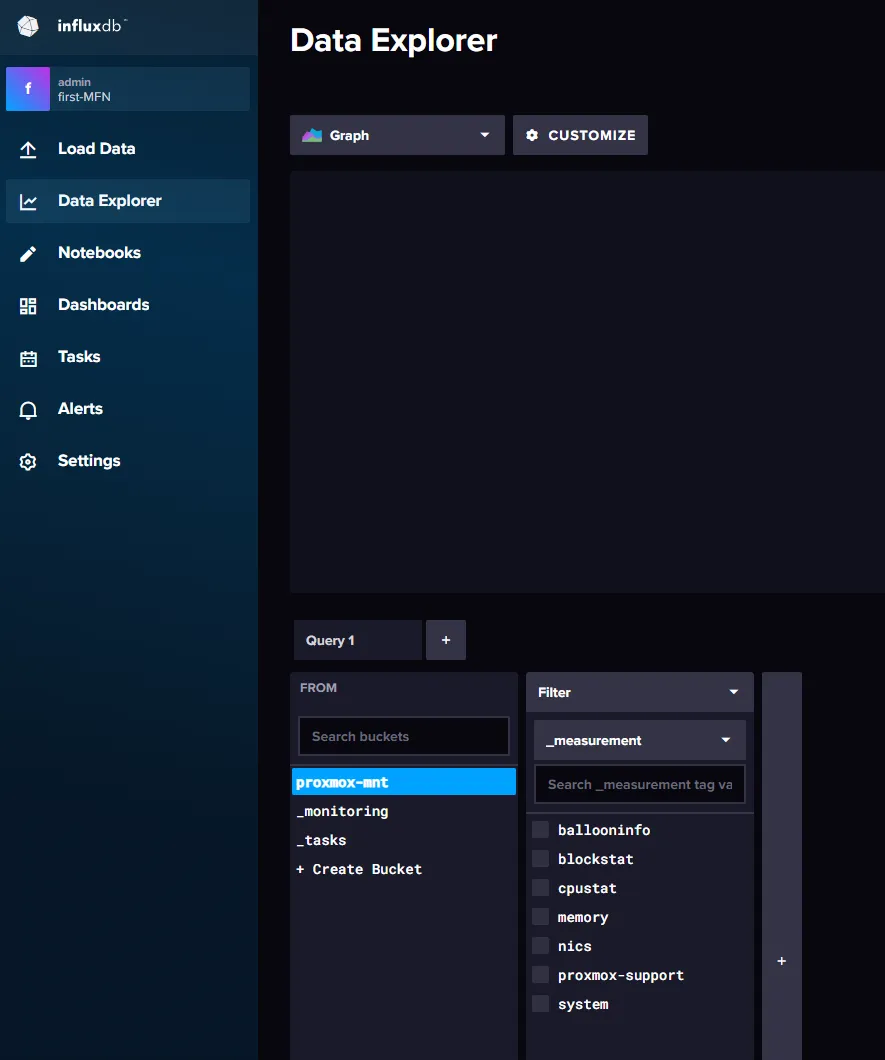 influxdb™
f
admin
first-MFN
Load Data
Data Explorer
Notebooks
Dashboards
Tasks
Alerts
Settings
Data Explorer
Graph
CUSTOMIZE
Query 1
+
FROM
Search buckets
proxmox-mnt
_monitoring
_tasks
+ Create Bucket
Filter
_measurement
Search _measurement tag va
ballooninfo
blockstat
cpustat
memory
nics
proxmox-support
system
+